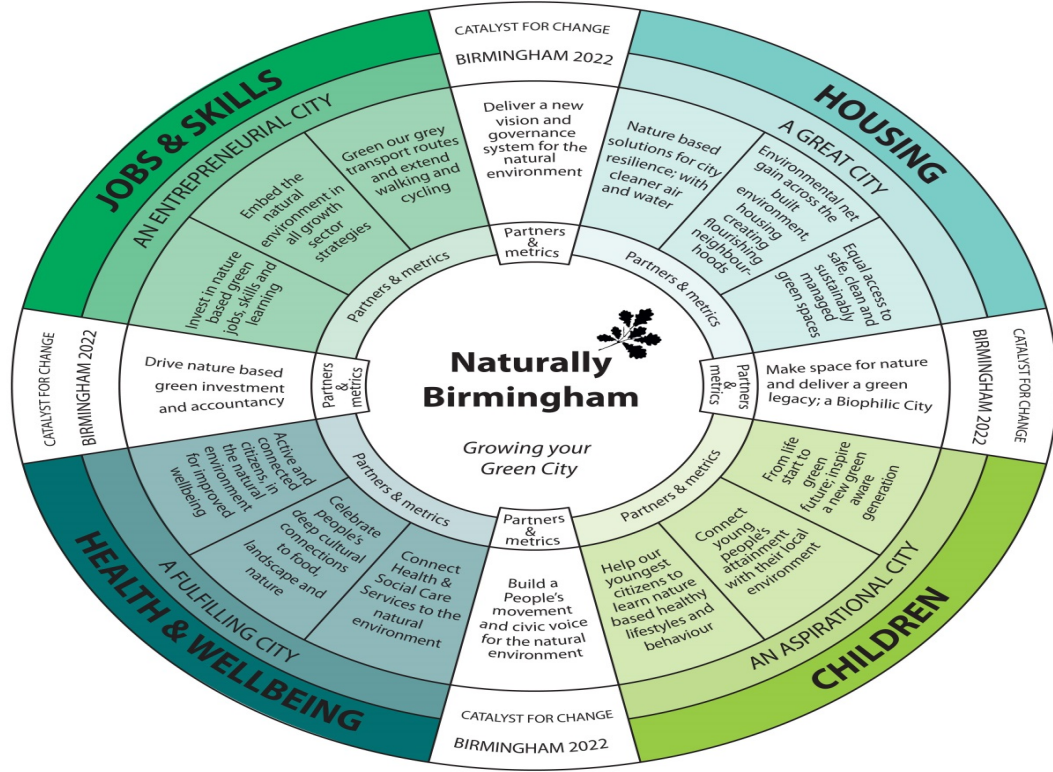 CATALYST FOR CHANGE
BIRMINGHAM 2022
Deliver a new
vision and
governance
system for the
natural
environment
Partners
&
metrics
HOUSING
A GREAT CITY
Nature based
solutions for city
resilience; with
cleaner air
and water
Environmental net
gain across the
built
environment,
housing
creating
flourishing
neighbour-
hoods
Equal access to
safe, clean and
sustainably
managed
green spaces
Partners & metrics
CATALYST FOR CHANGE
BIRMINGHAM 2022
Make space for nature
and deliver a green
legacy; a Biophilic City
Partners
&
metrics
CHILDREN
AN ASPIRATIONAL CITY
From life
start to
green
future; inspire
a new green
aware
generation
Connect
young
people's
attainment
with their local
environment
Help our
youngest
citizens to
learn nature
based healthy
lifestyles and
behaviour
Partners & metrics
CATALYST FOR CHANGE
BIRMINGHAM 2022
Build a
People's
movement
and civic voice
for the natural
environment
Partners
&
metrics
HEALTH & WELLBEING
A FULFILLING CITY
Connect
Health &
Social Care
Services to the
natural
environment
Celebrate
people's
deep cultural
connections
to food,
landscape and
nature
Active and
connected
citizens, in
the natural
environment
for improved
wellbeing
Partners & metrics
CATALYST FOR CHANGE
BIRMINGHAM 2022
Drive nature based
green investment
and accountancy
Partners
&
metrics
JOBS & SKILLS
AN ENTREPRENEURIAL CITY
Invest in nature
based green
jobs, skills and
learning
Embed the
natural
environment in
all growth
sector
strategies
Green our grey
transport routes
and extend
walking and
cycling
Partners & metrics
Naturally
Birmingham
Growing your
Green City